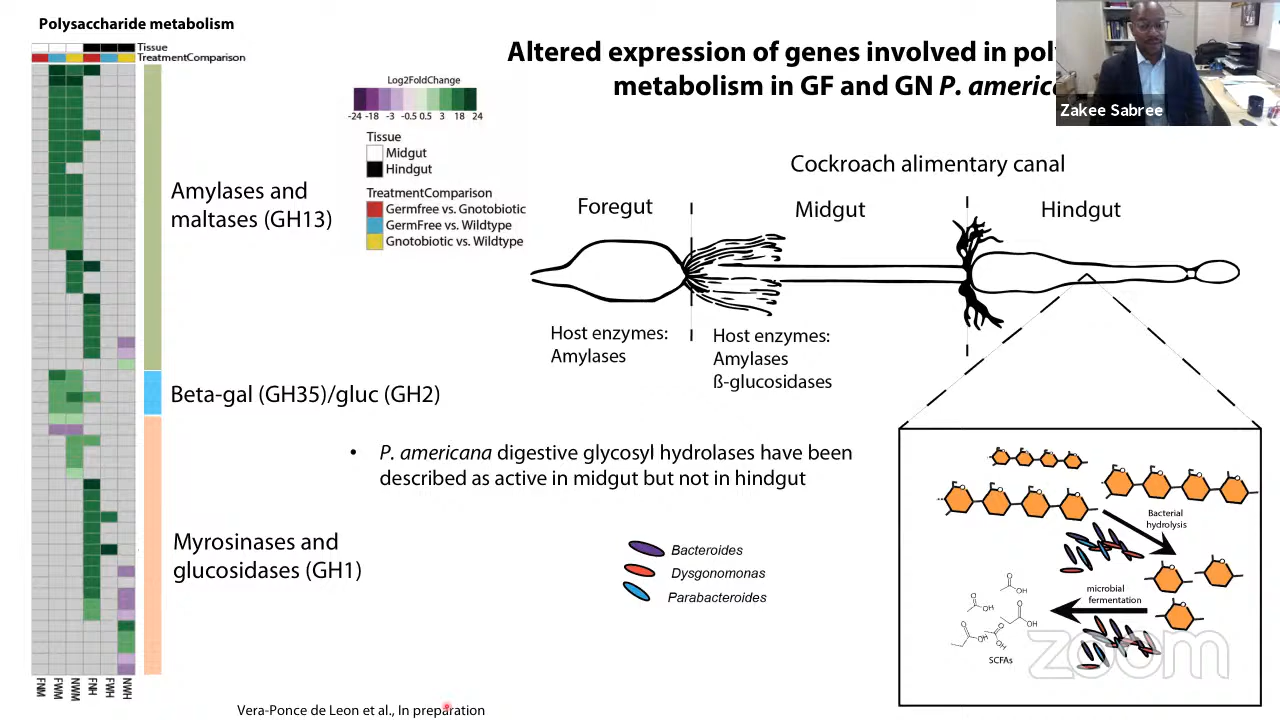 Polysaccharide metabolism
Tissue
TreatmentComparison
Altered expression of genes involved in
metabolism in GF and GN P.
Zakee Sabree
Log2FoldChange
-24 -18 -3 -0.5 0.5 3 18 24
Tissue
Midgut
Hindgut
TreatmentComparison
Germfree vs. Gnotobiotic
GermFree vs. Wildtype
Gnotobiotic vs. Wildtype
Amylases and
maltases (GH13)
Beta-gal (GH35)/gluc (GH2)
Myrosinases and
glucosidases (GH1)
FNM FWM NWM FNH FWH NWH
Cockroach alimentary canal
Foregut
Midgut
Hindgut
Host enzymes:
Amylases
Host enzymes:
Amylases
ß-glucosidases
• P. americana digestive glycosyl hydrolases have been
described as active in midgut but not in hindgut
Bacteroides
Dysgonomonas
Parabacteroides
Bacterial
hydrolysis
microbial
fermentation
O
OH
O
OH
O
OH
O
OH
O
OH
SCFAs
zoom
Vera-Ponce de Leon et al., In preparation